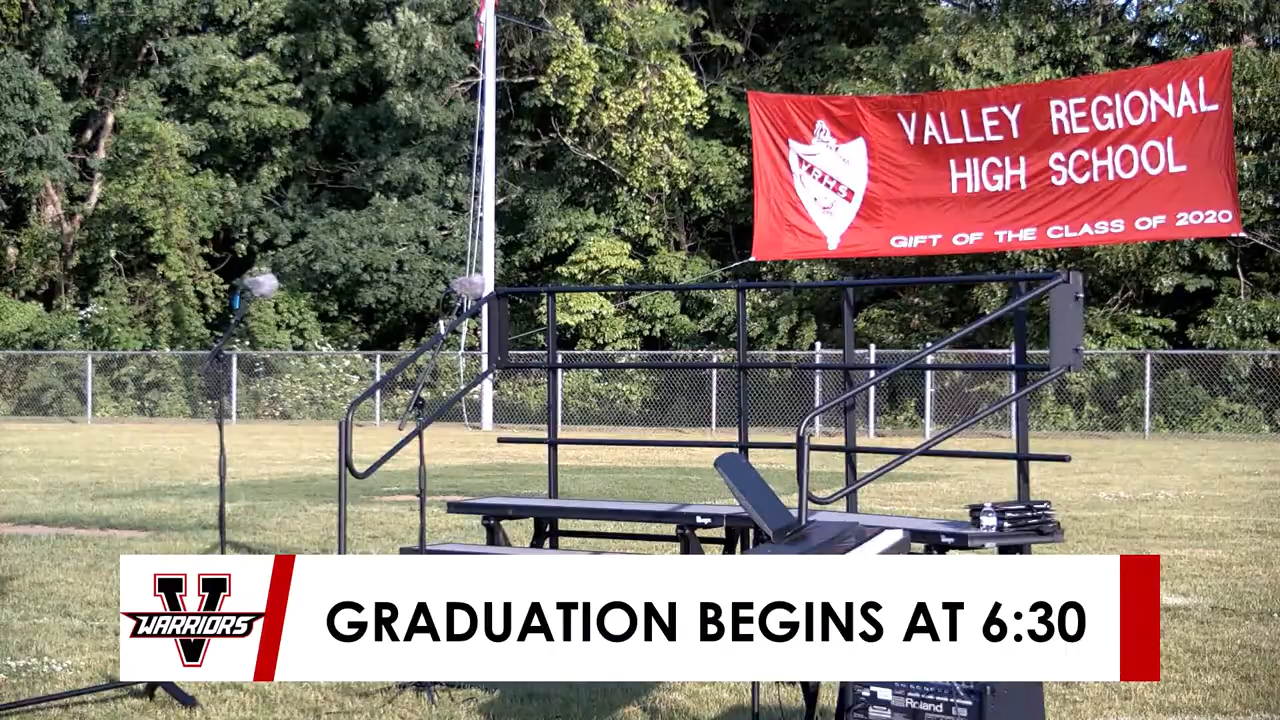 VALLEY REGIONAL
HIGH SCHOOL
VRHS
GIFT OF THE CLASS OF 2020
V
WARRIORS
GRADUATION BEGINS AT 6:30
Roland